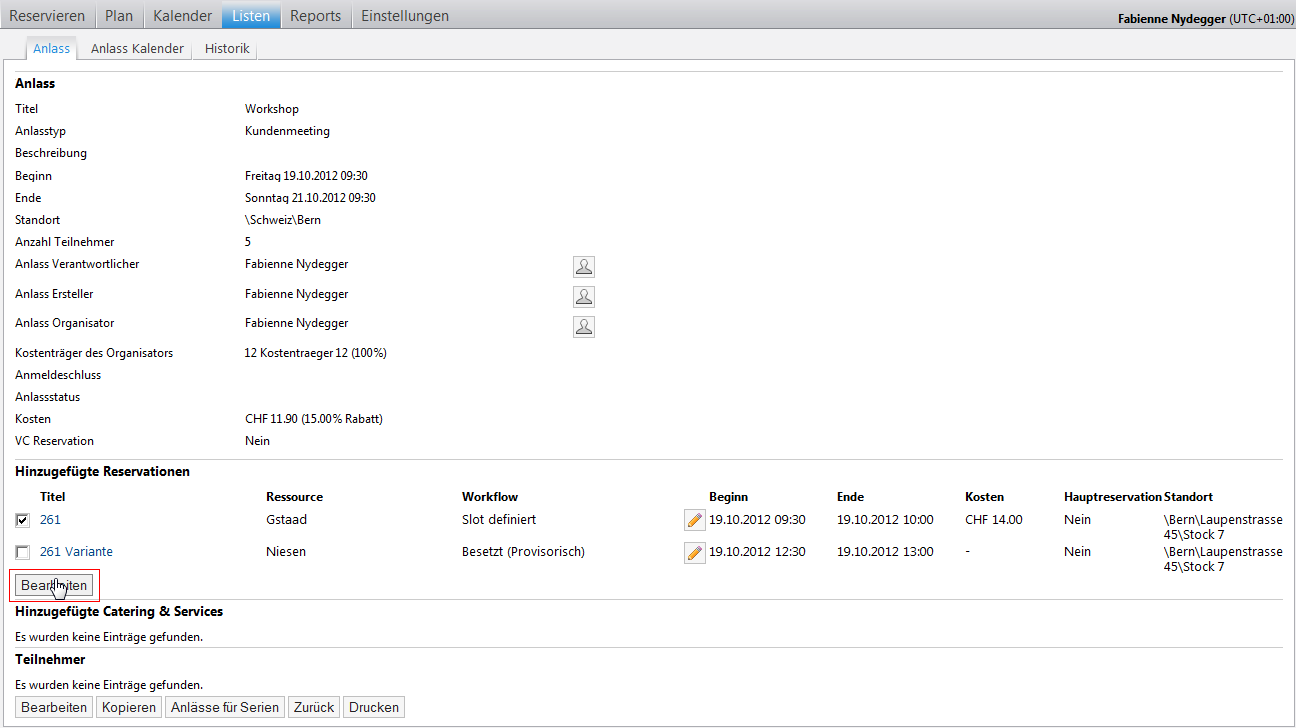 Reservieren Plan Kalender Listen Reports Einstellungen Fabienne Nydegger (UTC+01:00)
Anlass Anlass Kalender Historik
Anlass
Titel Workshop
Anlasstyp Kundenmeeting
Beschreibung
Beginn Freitag 19.10.2012 09:30
Ende Sonntag 21.10.2012 09:30
Standort \Schweiz\Bern
Anzahl Teilnehmer 5
Anlass Verantwortlicher Fabienne Nydegger
Anlass Ersteller Fabienne Nydegger
Anlass Organisator Fabienne Nydegger
Kostenträger des Organisators 12 Kostentraeger 12 (100%)
Anmeldeschluss
Anlassstatus
Kosten CHF 11.90 (15.00% Rabatt)
VC Reservation Nein
Hinzugefügte Reservationen
Titel Ressource Workflow Beginn Ende Kosten Hauptreservation Standort
261 Gstaad Slot definiert 19.10.2012 09:30 19.10.2012 10:00 CHF 14.00 Nein \Bern\Laupenstrasse
45\Stock 7
261 Variante Niesen Besetzt (Provisorisch) 19.10.2012 12:30 19.10.2012 13:00 - Nein \Bern\Laupenstrasse
45\Stock 7
Bearbeiten
Hinzugefügte Catering & Services
Es wurden keine Einträge gefunden.
Teilnehmer
Es wurden keine Einträge gefunden.
Bearbeiten Kopieren Anlässe für Serien Zurück Drucken